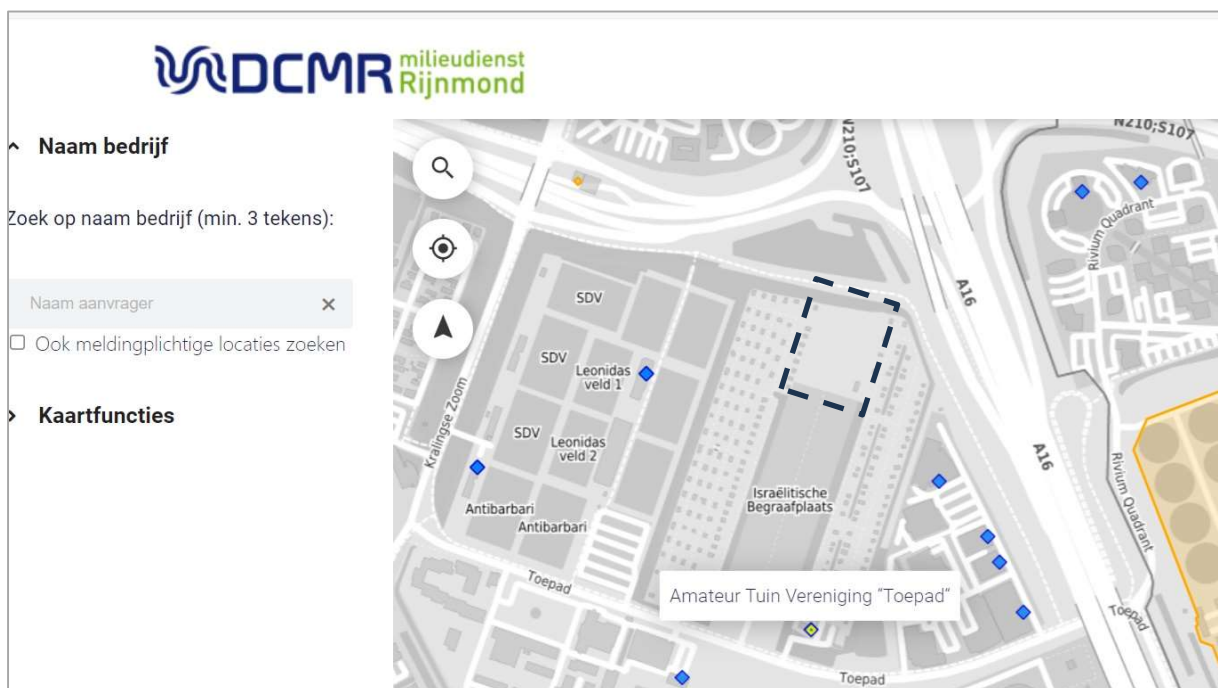 DCMR milieudienst
Rijnmond
Naam bedrijf
Zoek op naam bedrijf (min. 3 tekens):
Naam aanvrager
Ook meldingplichtige locaties zoeken
Kaartfuncties
N210;S107
N210;S107
Rivium Quadrant
A16
SDV
SDV
Leonidas
veld 1
Kralingse Zoom
SDV
Leonidas
veld 2
A16
Rivium Quadrant
Israëlitische
Begraafplaats
Antibarbari
Antibarbari
Toepad
Amateur Tuin Vereniging "Toepad"
Toepad
Toepad